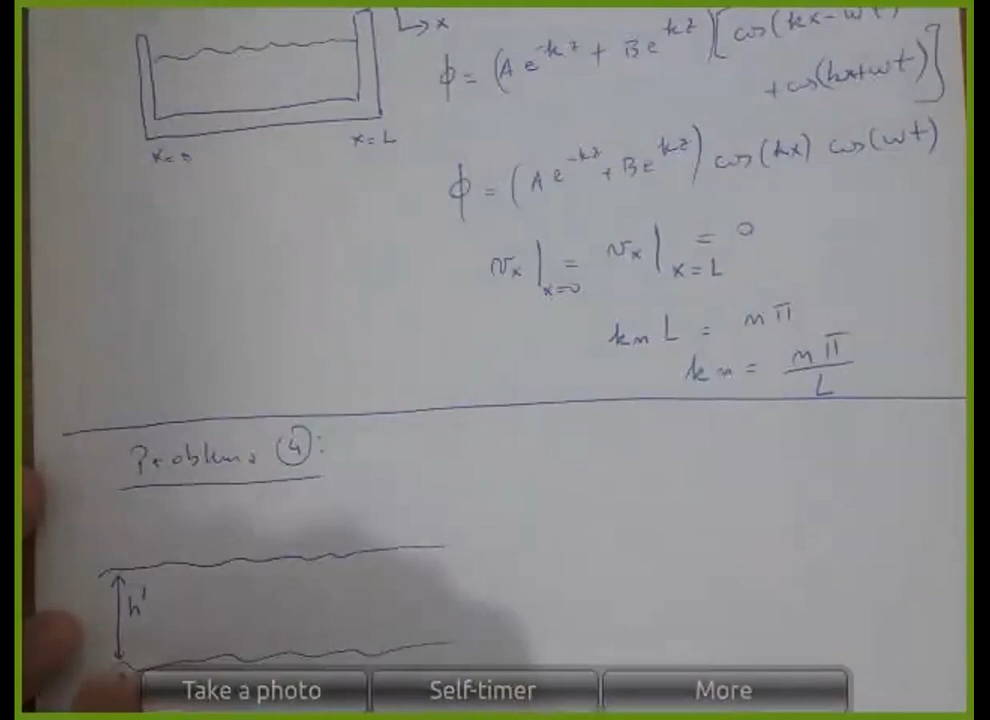 x
ϕ = (A e^{-kz} + B e^{kz}) [cos(kx - ωt)
+ cos(kx+ωt)]
x=0
x=L
ϕ = (A e^{-kz} + B e^{kz}) cos(kx) cos(ωt)
v_x|_{x=0} = v_x|_{x=L} = 0
k_m L = mπ
k_m = mπ/L
Problem 4:
h'
Take a photo
Self-timer
More